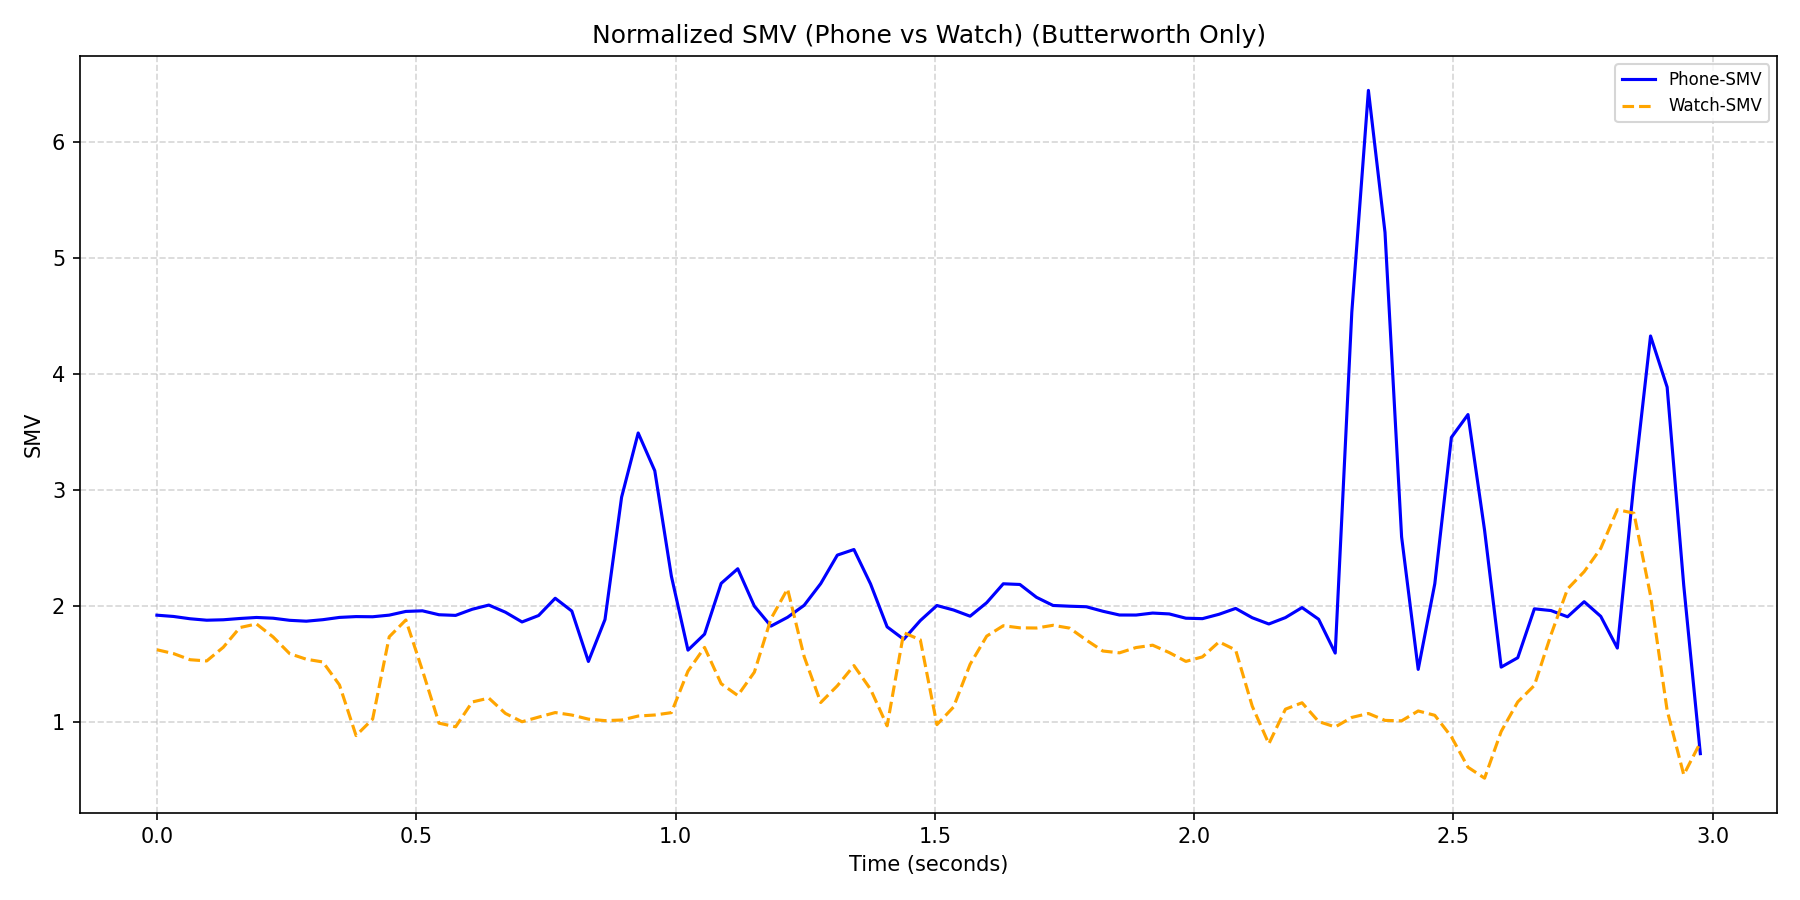 Normalized SMV (Phone vs Watch) (Butterworth Only)
Phone-SMV
Watch-SMV
SMV
6
5
4
3
2
1
0.0 0.5 1.0 1.5 2.0 2.5 3.0
Time (seconds)